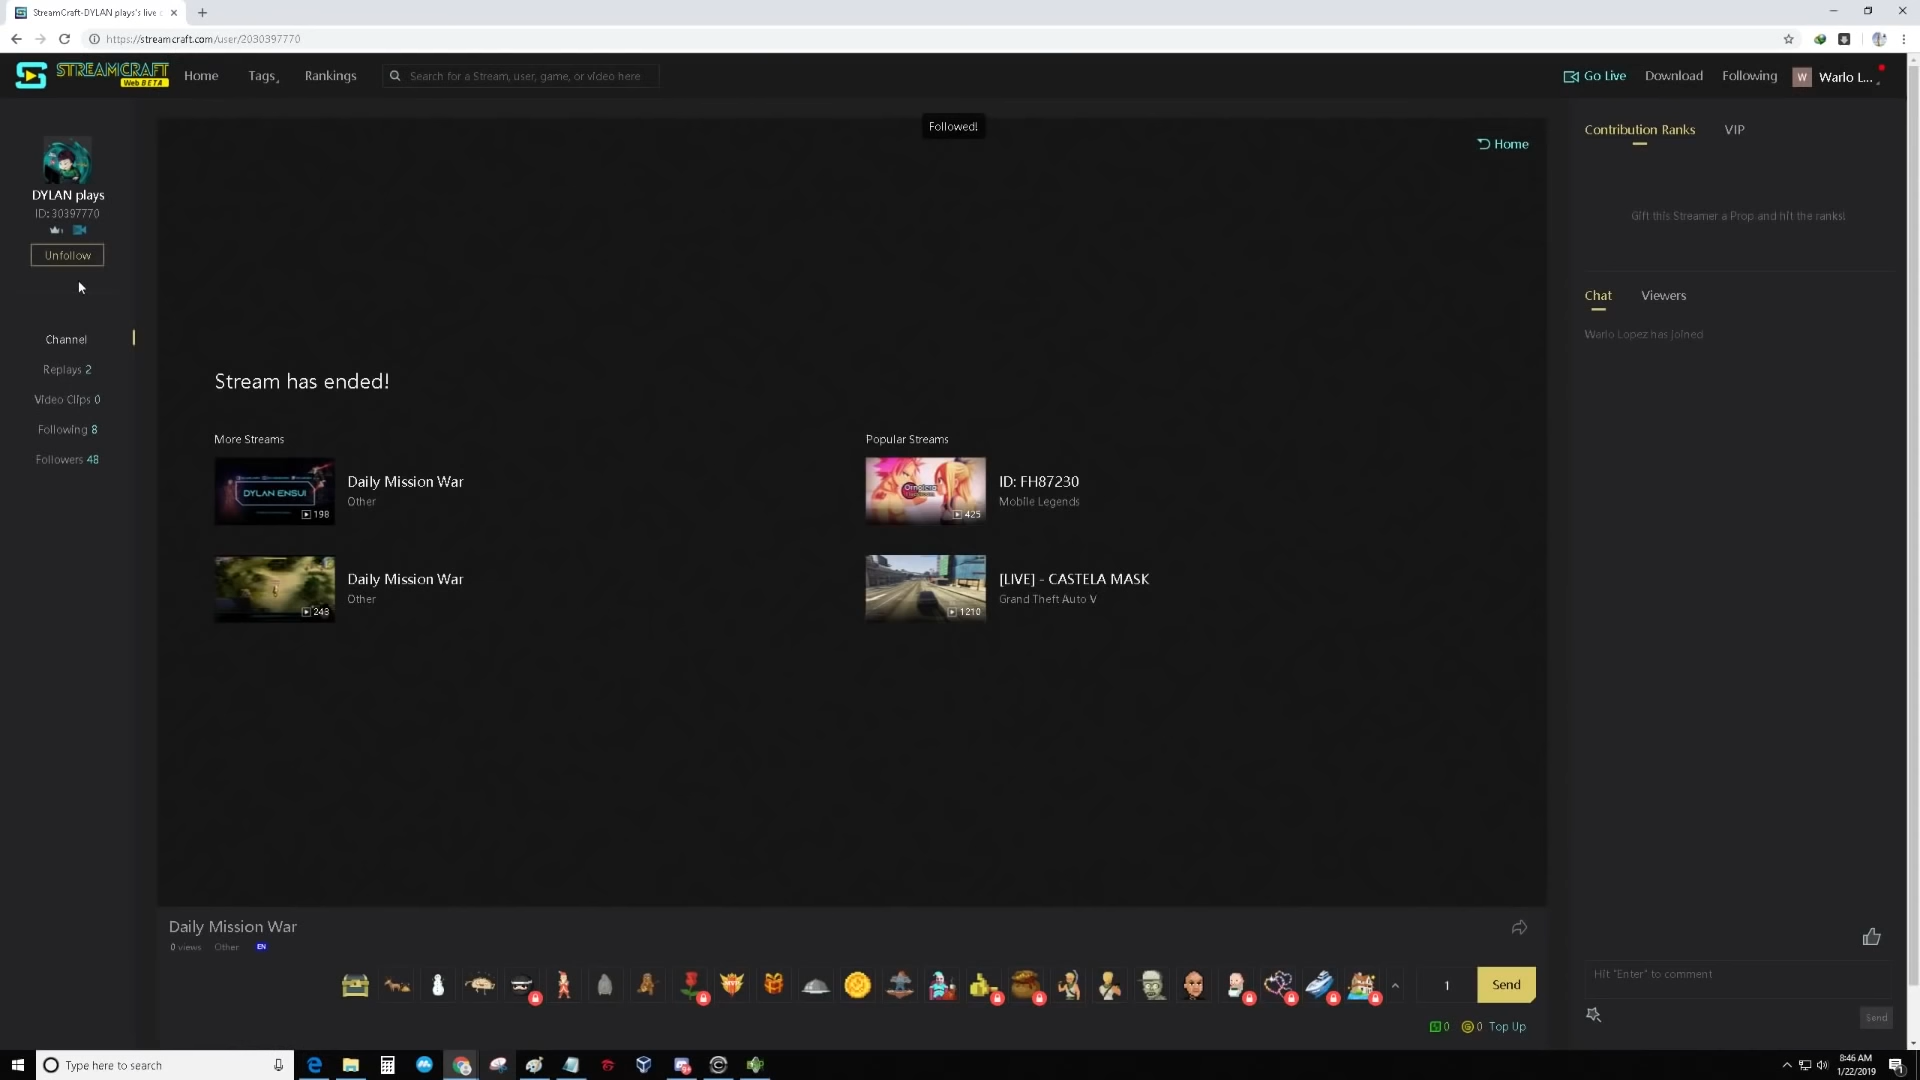 StreamCraft-DYLAN plays's live
https://streamcraft.com/user/2030397770
STREAMCRAFT
Web BETA
Home
Tags
Rankings
Search for a Stream, user, game, or video here
Go Live
Download
Following
W
Warlo L...
Followed!
Home
DYLAN plays
ID: 30397770
Unfollow
Channel
Replays 2
Video Clips 0
Following 8
Followers 48
Stream has ended!
More Streams
DYLAN ENSUI
198
Daily Mission War
Other
243
Daily Mission War
Other
Popular Streams
425
ID: FH87230
Mobile Legends
1210
[LIVE] - CASTELA MASK
Grand Theft Auto V
Contribution Ranks
VIP
Gift this Streamer a Prop and hit the ranks!
Chat
Viewers
Warlo Lopez has joined
Daily Mission War
0 views
Other
EN
1
Send
0
0
Top Up
Hit "Enter" to comment
Send
Type here to search
8:46 AM
1/22/2019